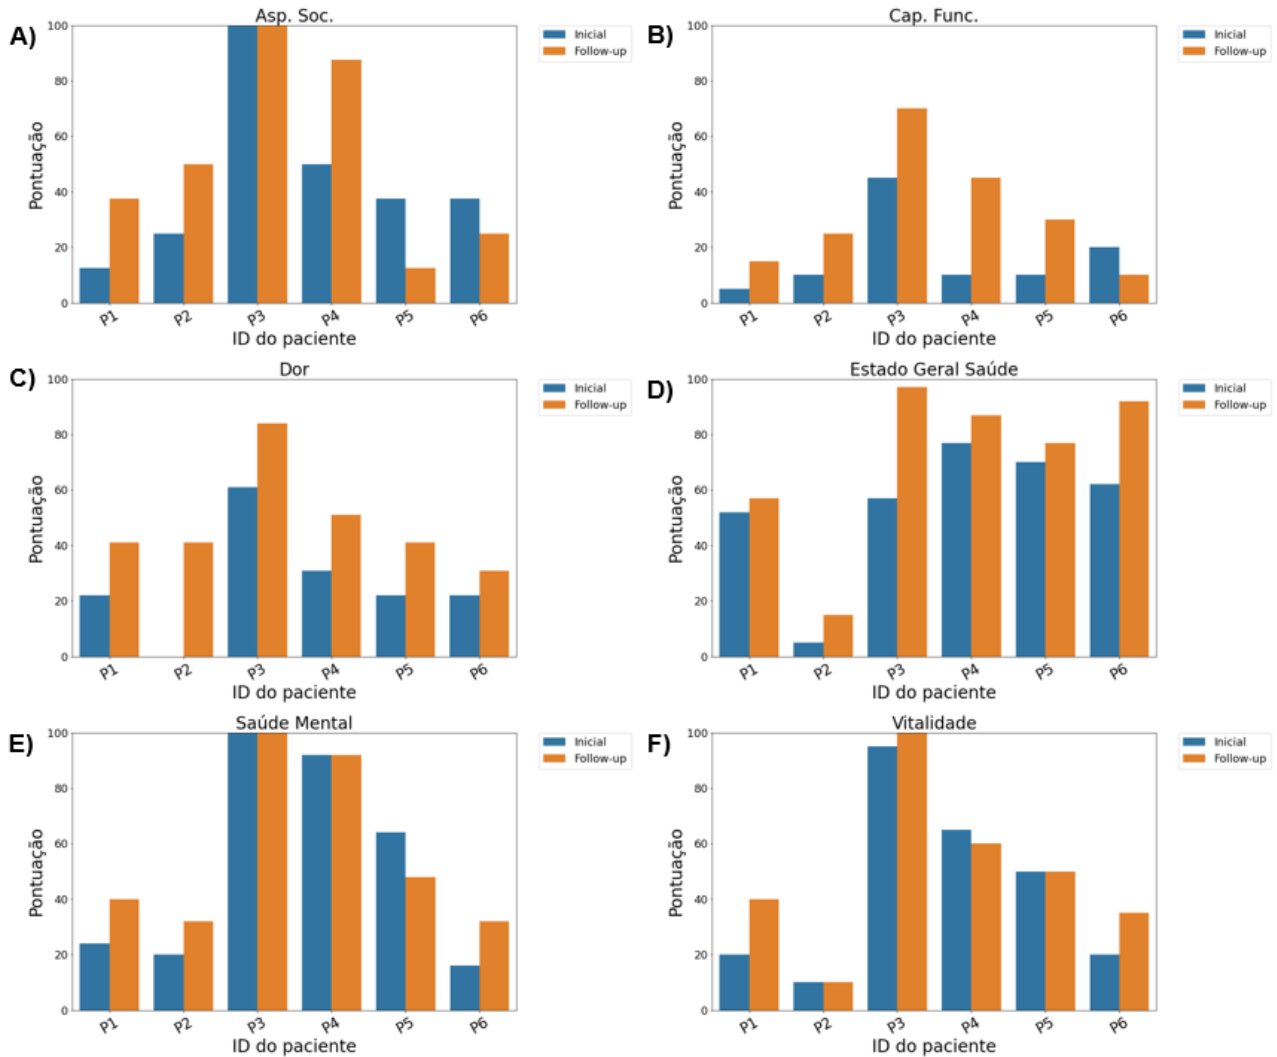 A)
Asp. Soc.
Pontuação
100
80
60
40
20
0
P1 P2 P3 P4 P5 P6
ID do paciente
Inicial
Follow-up
B)
Cap. Func.
Pontuação
100
80
60
40
20
0
P1 P2 P3 P4 P5 P6
ID do paciente
Inicial
Follow-up
C)
Dor
Pontuação
100
80
60
40
20
0
P1 P2 P3 P4 P5 P6
ID do paciente
Inicial
Follow-up
D)
Estado Geral Saúde
Pontuação
100
80
60
40
20
0
P1 P2 P3 P4 P5 P6
ID do paciente
Inicial
Follow-up
E)
Saúde Mental
Pontuação
100
80
60
40
20
0
P1 P2 P3 P4 P5 P6
ID do paciente
Inicial
Follow-up
F)
Vitalidade
Pontuação
100
80
60
40
20
0
P1 P2 P3 P4 P5 P6
ID do paciente
Inicial
Follow-up